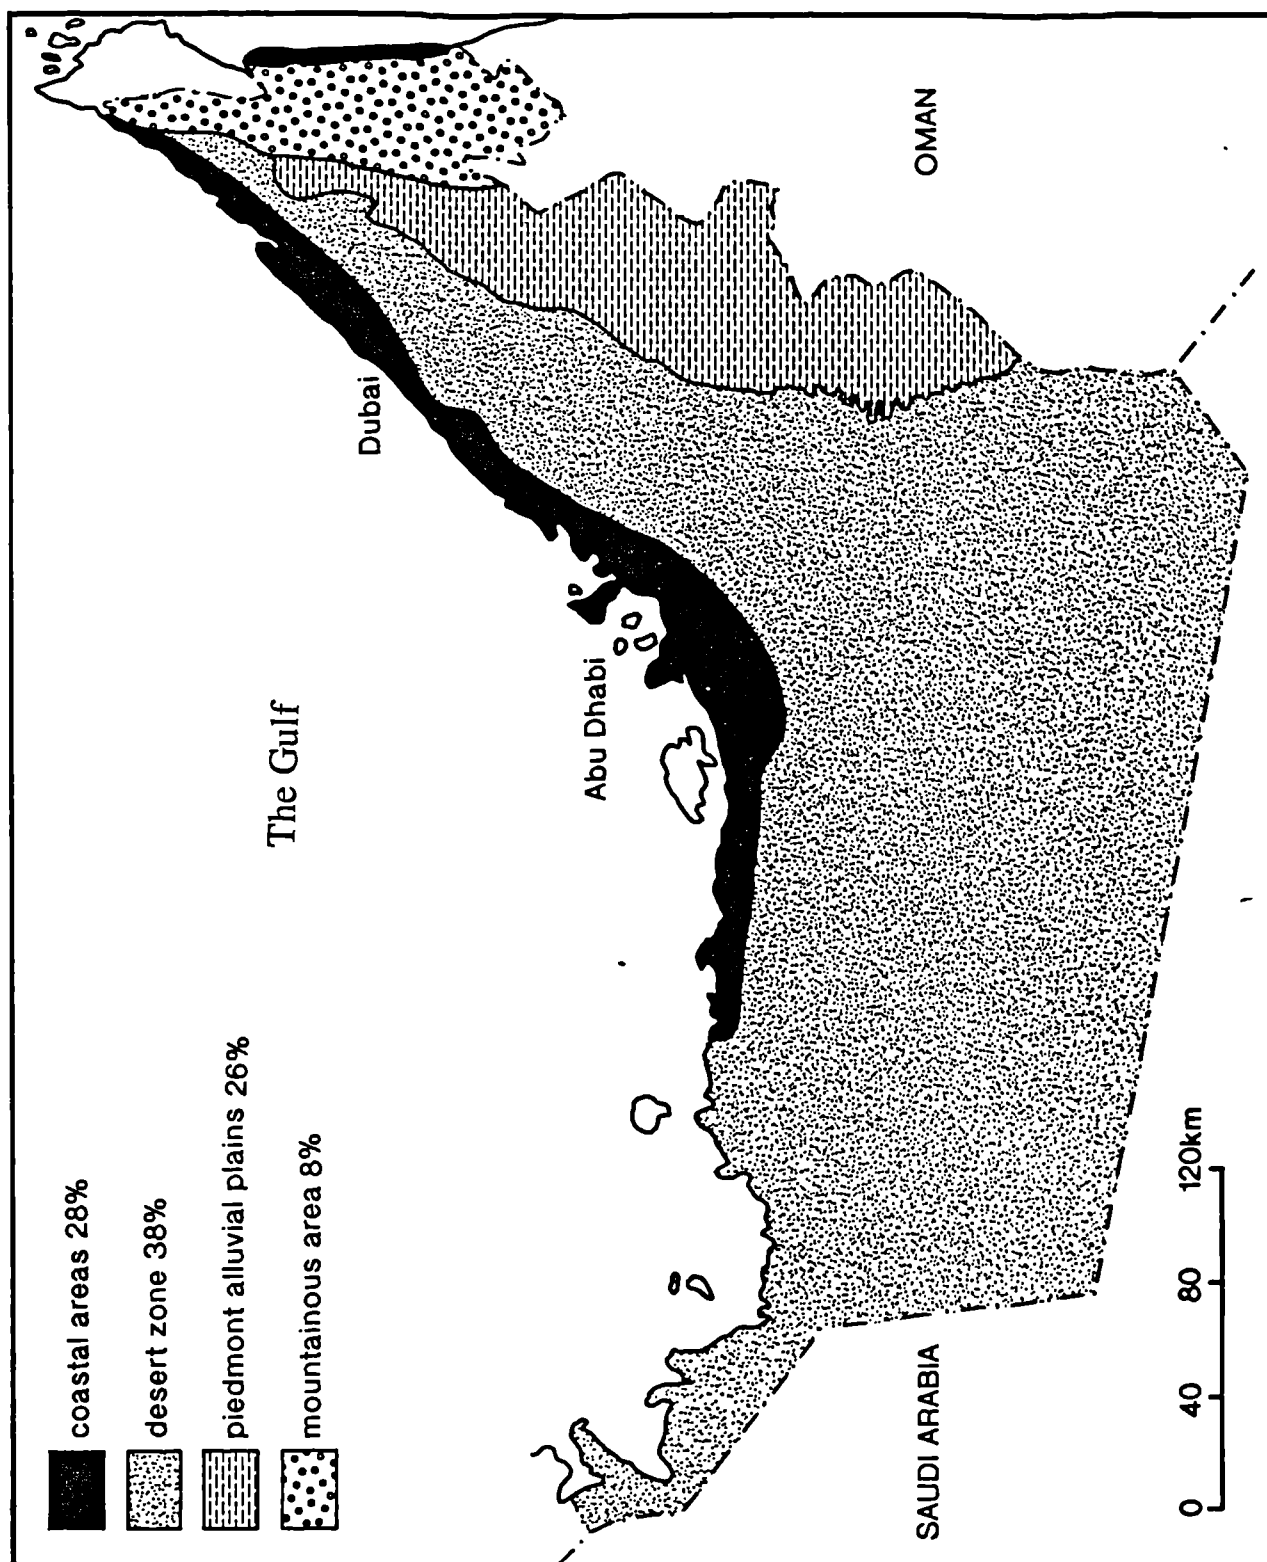 coastal areas 28%
desert zone 38%
piedmont alluvial plains 26%
mountainous area 8%
The Gulf
Dubai
Abu Dhabi
OMAN
SAUDI ARABIA
0 40 80 120km